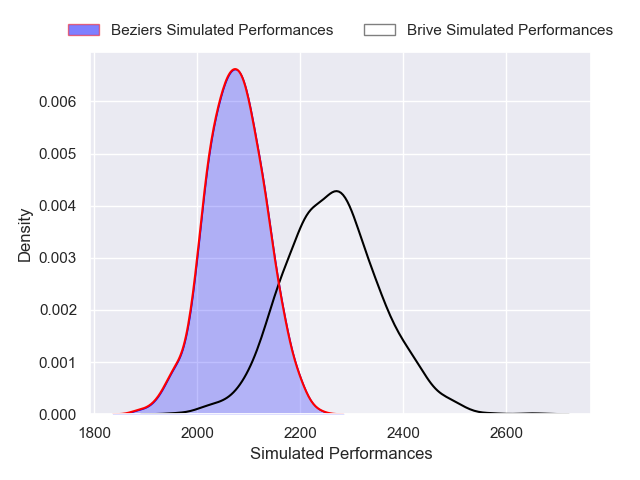 Beziers Simulated Performances
Brive Simulated Performances
0.006
0.005
0.004
0.003
0.002
0.001
0.000
Density
1800 2000 2200 2400 2600
Simulated Performances